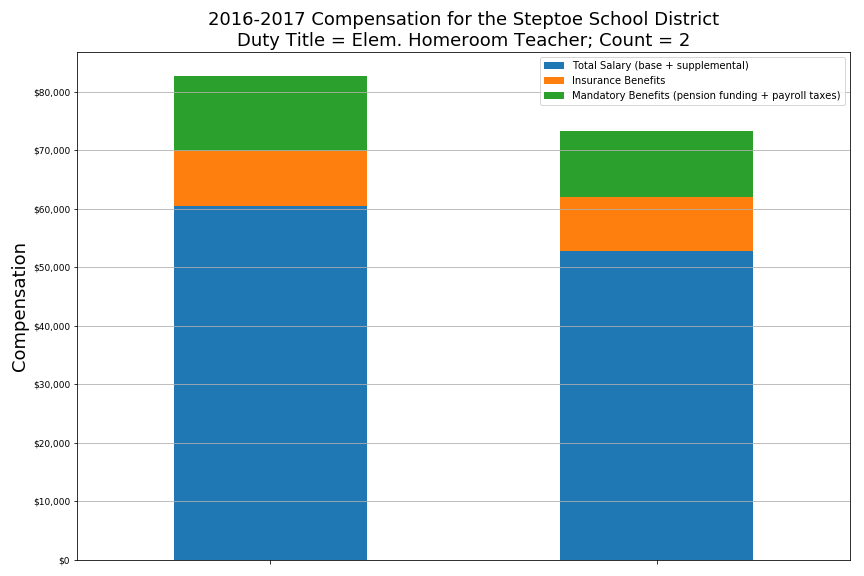 2016-2017 Compensation for the Steptoe School District
Duty Title = Elem. Homeroom Teacher; Count = 2
Total Salary (base + supplemental)
Insurance Benefits
Mandatory Benefits (pension funding + payroll taxes)
Compensation
$80,000
$70,000
$60,000
$50,000
$40,000
$30,000
$20,000
$10,000
$0